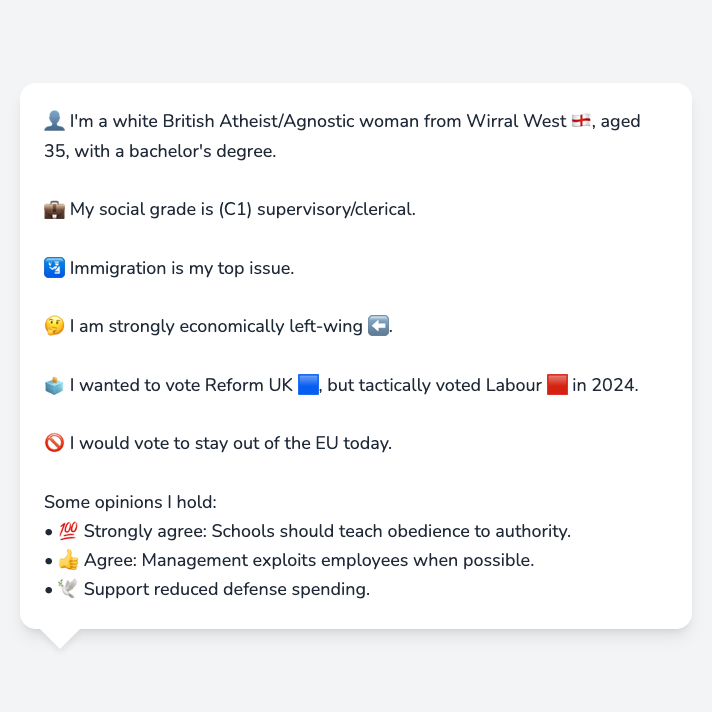 👤 I'm a white British Atheist/Agnostic woman from Wirral West 🏴󠁧󠁢󠁥󠁮󠁧󠁿, aged
35, with a bachelor's degree.
💼 My social grade is (C1) supervisory/clerical.
🛂 Immigration is my top issue.
🤔 I am strongly economically left-wing ⬅️.
🗳️ I wanted to vote Reform UK 🟦, but tactically voted Labour 🟥 in 2024.
🚫 I would vote to stay out of the EU today.
Some opinions I hold:
• 💯 Strongly agree: Schools should teach obedience to authority.
• 👍 Agree: Management exploits employees when possible.
• 🕊️ Support reduced defense spending.